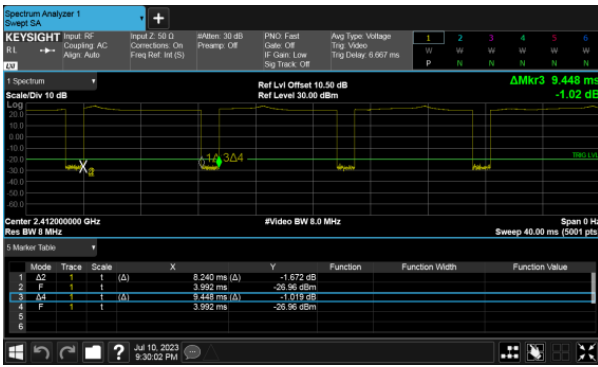 Spectrum Analyzer 1
Swept SA
+
KEYSIGHT Input: RF Input Z: 50 Ω #Atten: 30 dB PNO: Fast Avg Type: Voltage 1 2 3 4 5 6
RL Coupling: AC Corrections: On Preamp: Off Gate: Off Trig: Video W W W W W W
Align: Auto Freq Ref: Int (S) IF Gain: Low Trig Delay: 6.667 ms P N N N N N
LXI Sig Track: Off
1 Spectrum Ref Lvl Offset 10.50 dB ΔMkr3 9.448 ms
Scale/Div 10 dB Ref Level 30.00 dBm -1.02 dB
Log
20.0
10.0
0.00
-10.0
-20.0 1Δ 3Δ4 TRIG LVL
-30.0
-40.0
-50.0
-60.0
Center 2.412000000 GHz #Video BW 8.0 MHz Span 0 Hz
Res BW 8 MHz Sweep 40.00 ms (5001 pts
5 Marker Table
Mode Trace Scale X Y Function Function Width Function Value
1 Δ2 1 t (Δ) 8.240 ms (Δ) -1.672 dB
2 F 1 t 3.992 ms -26.96 dBm
3 Δ4 1 t (Δ) 9.448 ms (Δ) -1.019 dB
4 F 1 t 3.992 ms -26.96 dBm
5
6
? Jul 10, 2023
9:30:02 PM